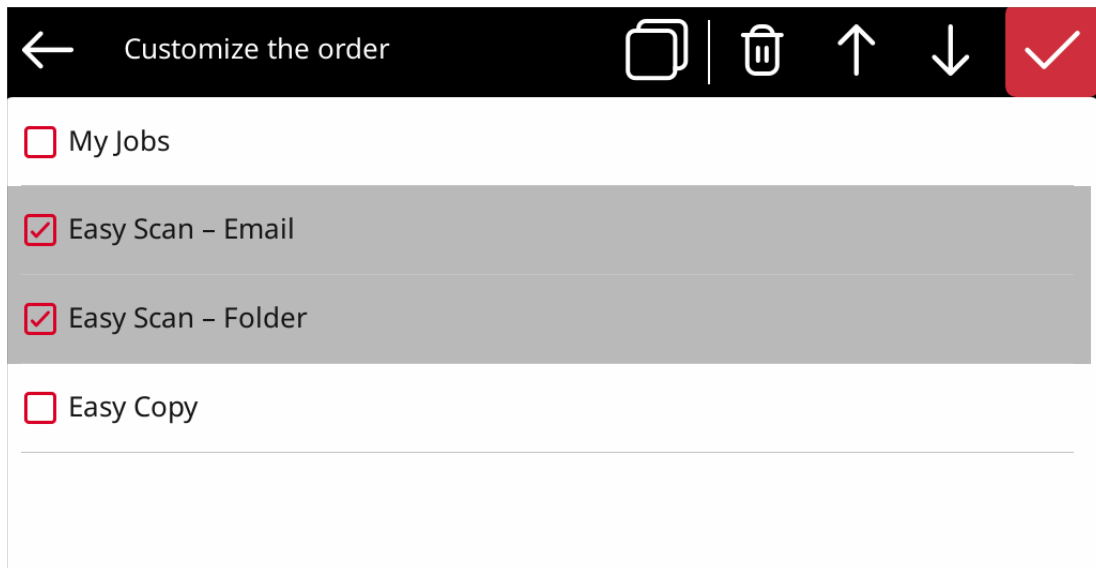 Customize the order
My Jobs
Easy Scan – Email
Easy Scan – Folder
Easy Copy